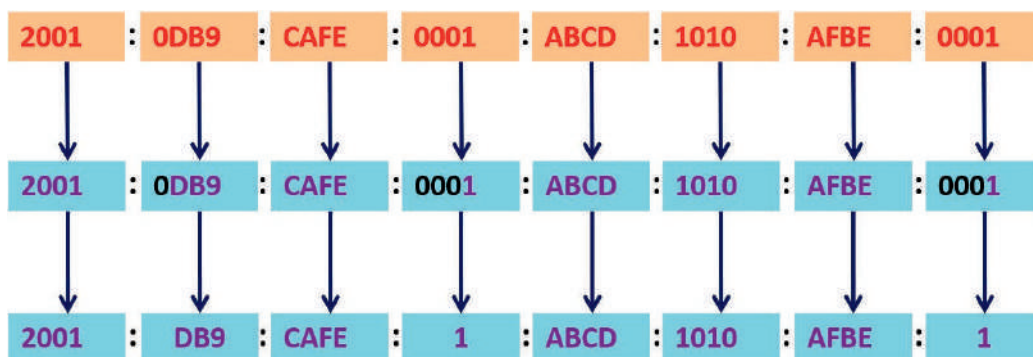 2001 : 0DB9 : CAFE : 0001 : ABCD : 1010 : AFBE : 0001
2001 : 0DB9 : CAFE : 0001 : ABCD : 1010 : AFBE : 0001
2001 : DB9 : CAFE : 1 : ABCD : 1010 : AFBE : 1